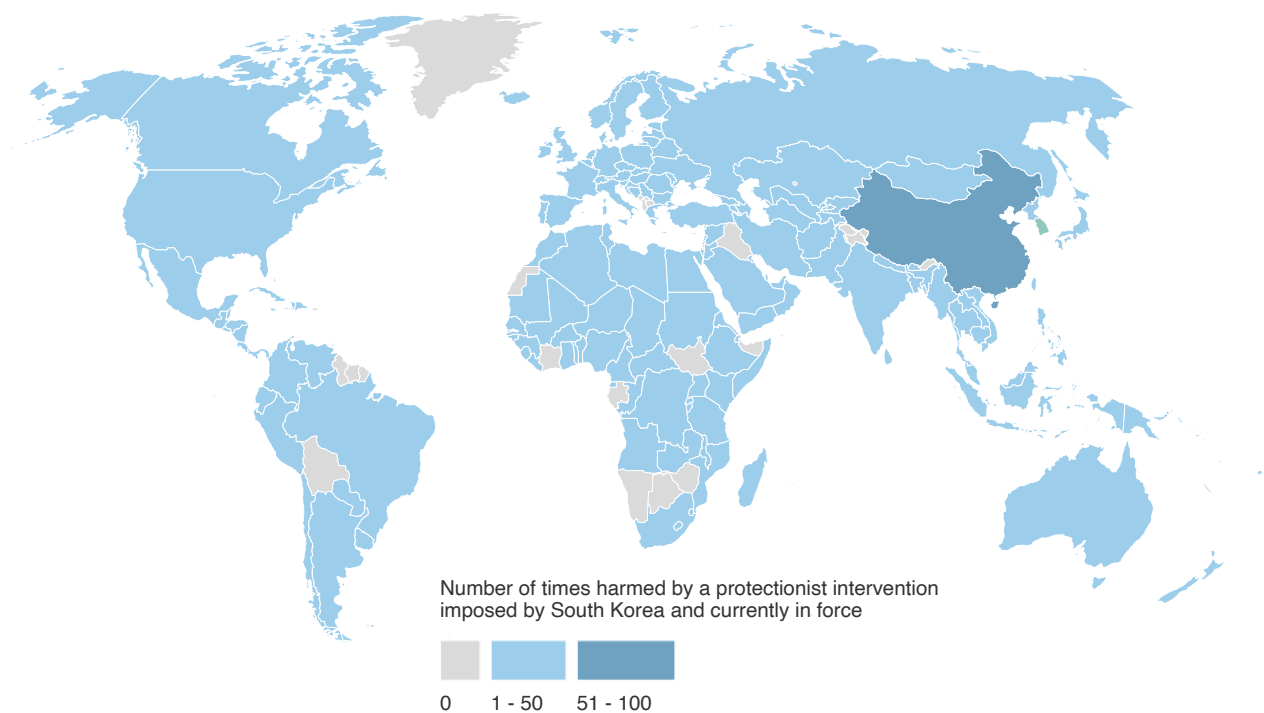 Number of times harmed by a protectionist intervention
imposed by South Korea and currently in force
0 1 - 50 51 - 100